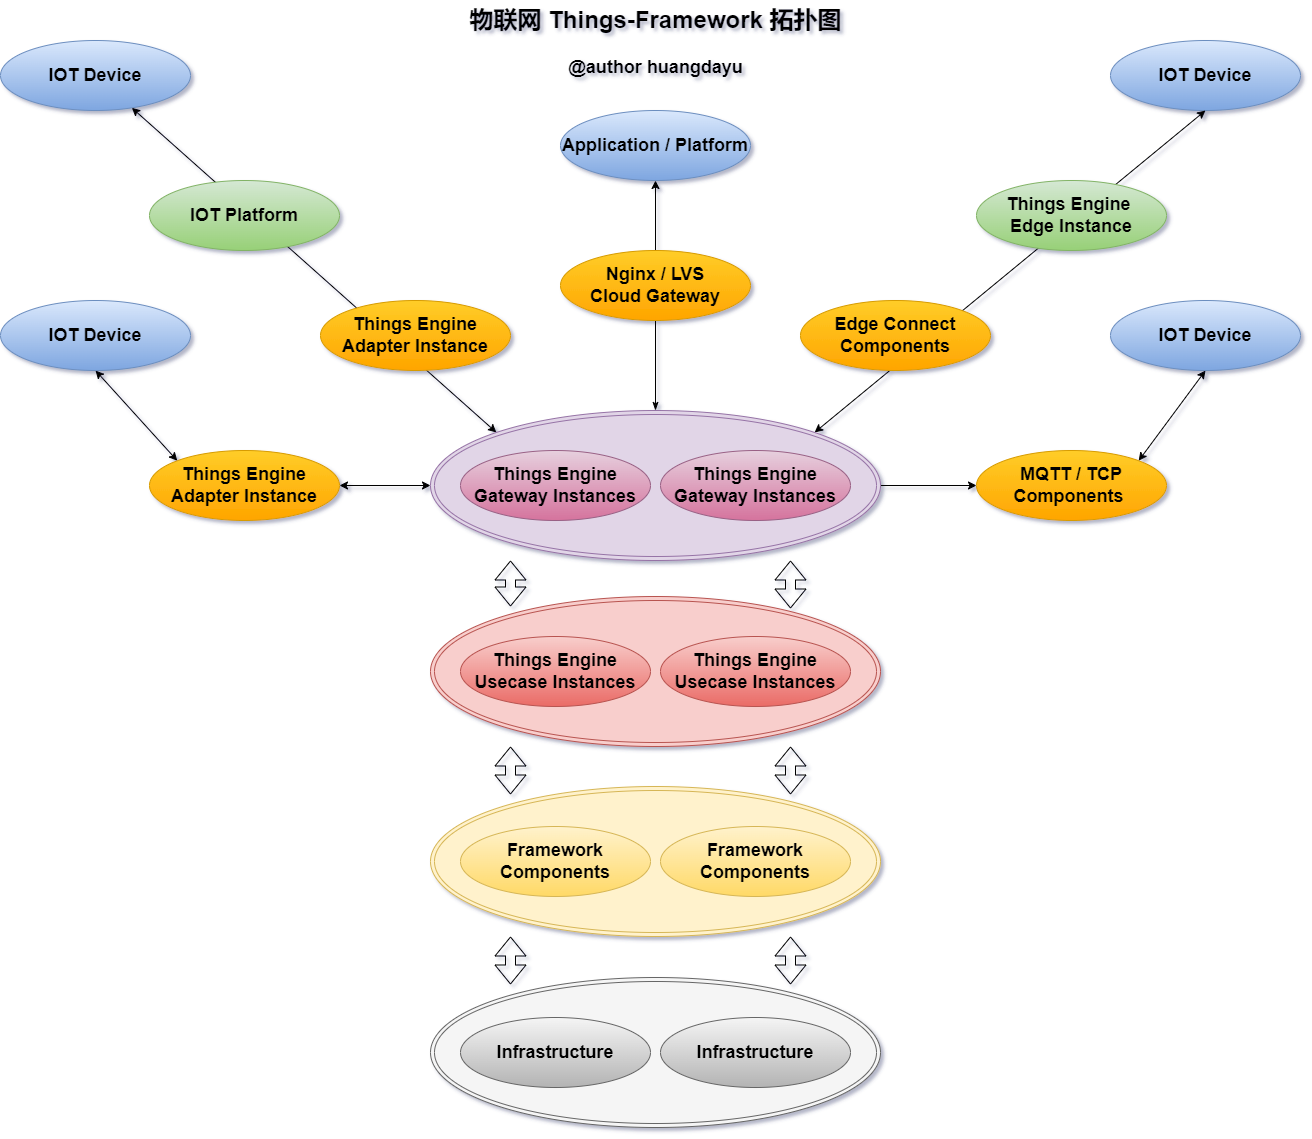 物联网 Things-Framework 拓扑图
@author huangdayu
IOT Device
IOT Device
Application / Platform
IOT Platform
Things Engine
Edge Instance
Nginx / LVS
Cloud Gateway
IOT Device
Things Engine
Adapter Instance
Edge Connect
Components
IOT Device
Things Engine
Adapter Instance
Things Engine
Gateway Instances
Things Engine
Gateway Instances
MQTT / TCP
Components
Things Engine
Usecase Instances
Things Engine
Usecase Instances
Framework
Components
Framework
Components
Infrastructure
Infrastructure